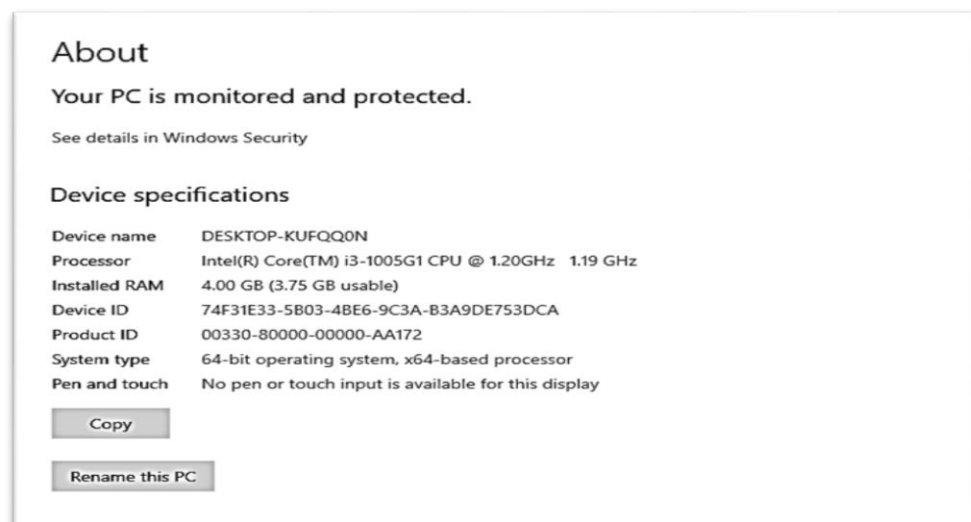 About
Your PC is monitored and protected.
See details in Windows Security
Device specifications
Device name DESKTOP-KUFQQ0N
Processor Intel(R) Core(TM) i3-1005G1 CPU @ 1.20GHz 1.19 GHz
Installed RAM 4.00 GB (3.75 GB usable)
Device ID 74F31E33-5B03-4BE6-9C3A-B3A9DE753DCA
Product ID 00330-80000-00000-AA172
System type 64-bit operating system, x64-based processor
Pen and touch No pen or touch input is available for this display
Copy
Rename this PC